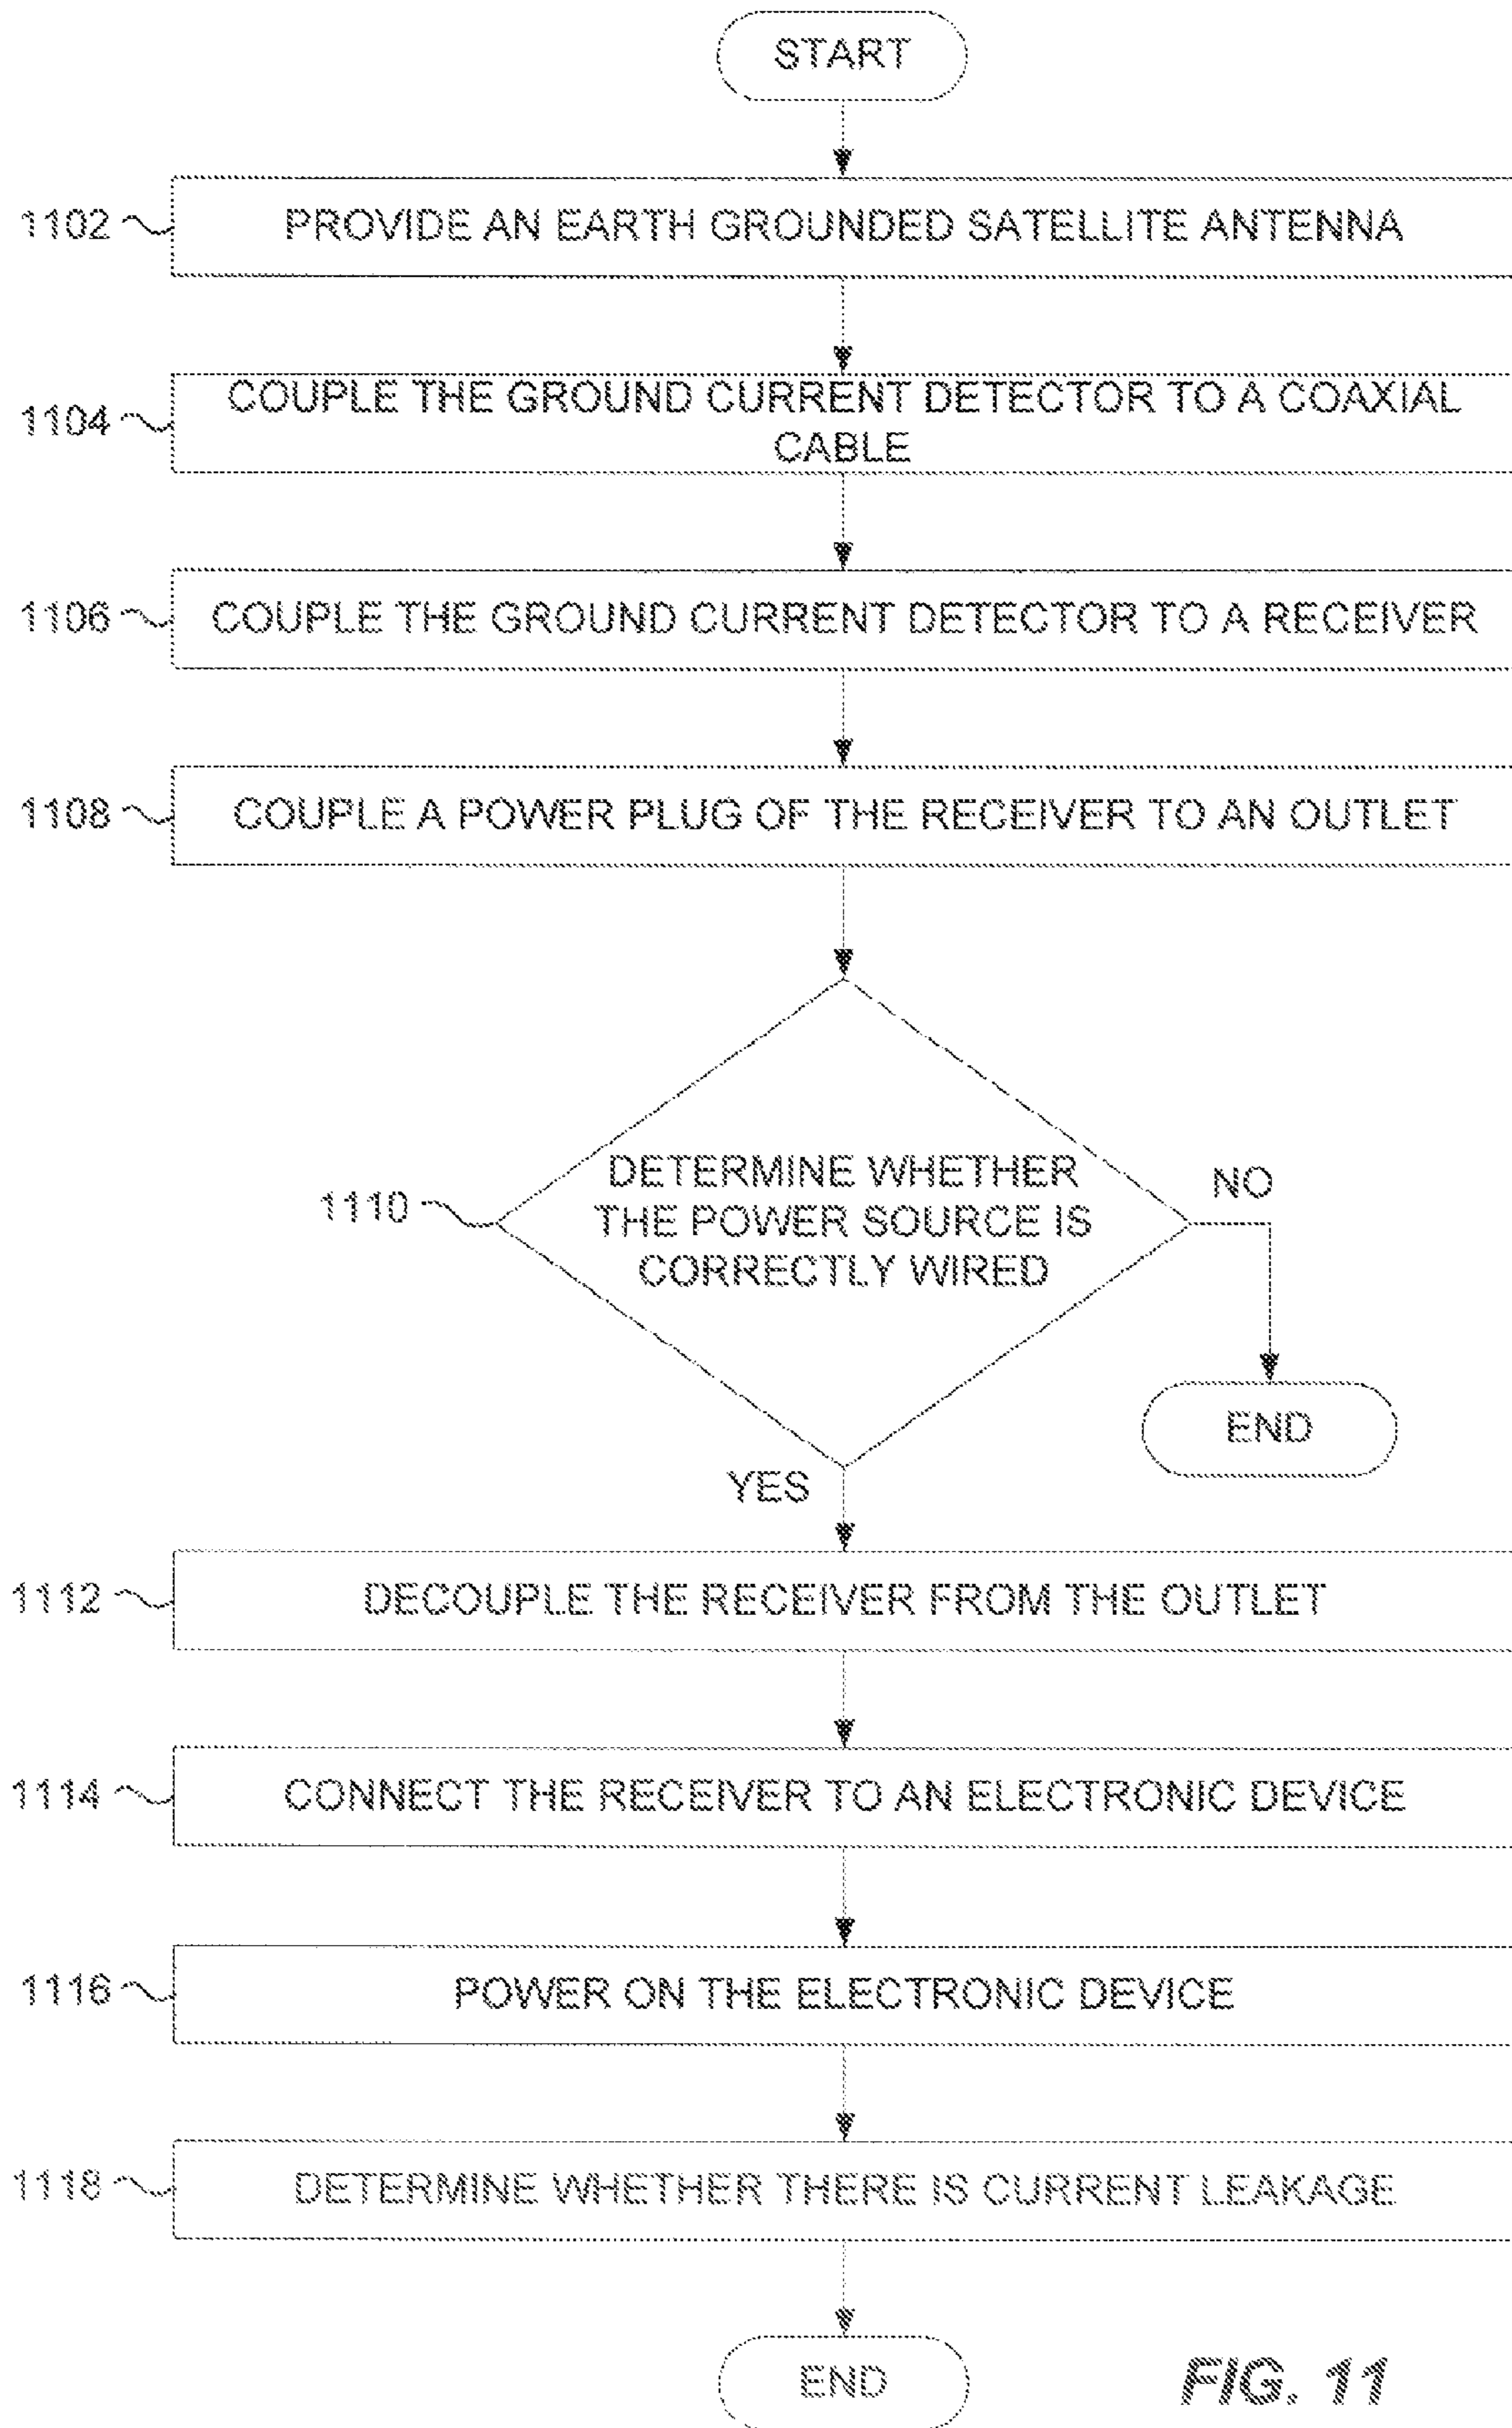 START
1102
PROVIDE AN EARTH GROUNDED SATELLITE ANTENNA
1104
COUPLE THE GROUND CURRENT DETECTOR TO A COAXIAL
CABLE
1106
COUPLE THE GROUND CURRENT DETECTOR TO A RECEIVER
1108
COUPLE A POWER PLUG OF THE RECEIVER TO AN OUTLET
1110
DETERMINE WHETHER
THE POWER SOURCE IS
CORRECTLY WIRED
NO
END
YES
1112
DECOUPLE THE RECEIVER FROM THE OUTLET
1114
CONNECT THE RECEIVER TO AN ELECTRONIC DEVICE
1116
POWER ON THE ELECTRONIC DEVICE
1118
DETERMINE WHETHER THERE IS CURRENT LEAKAGE
END
FIG. 11